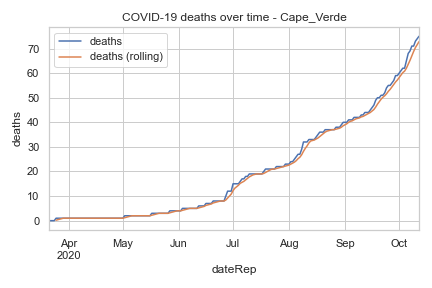 COVID-19 deaths over time - Cape_Verde
deaths
deaths (rolling)
deaths
70
60
50
40
30
20
10
0
Apr May Jun Jul Aug Sep Oct
2020
dateRep